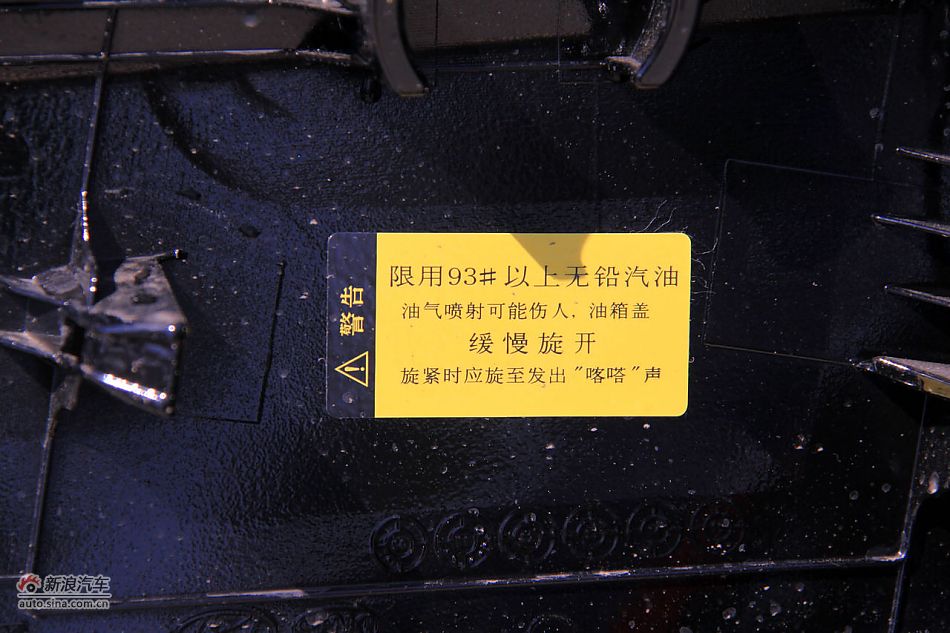 警告
限用93#以上无铅汽油
油气喷射可能伤人,油箱盖
缓慢旋开
旋紧时应旋至发出"喀嗒"声
新浪汽车
auto.sina.com.cn